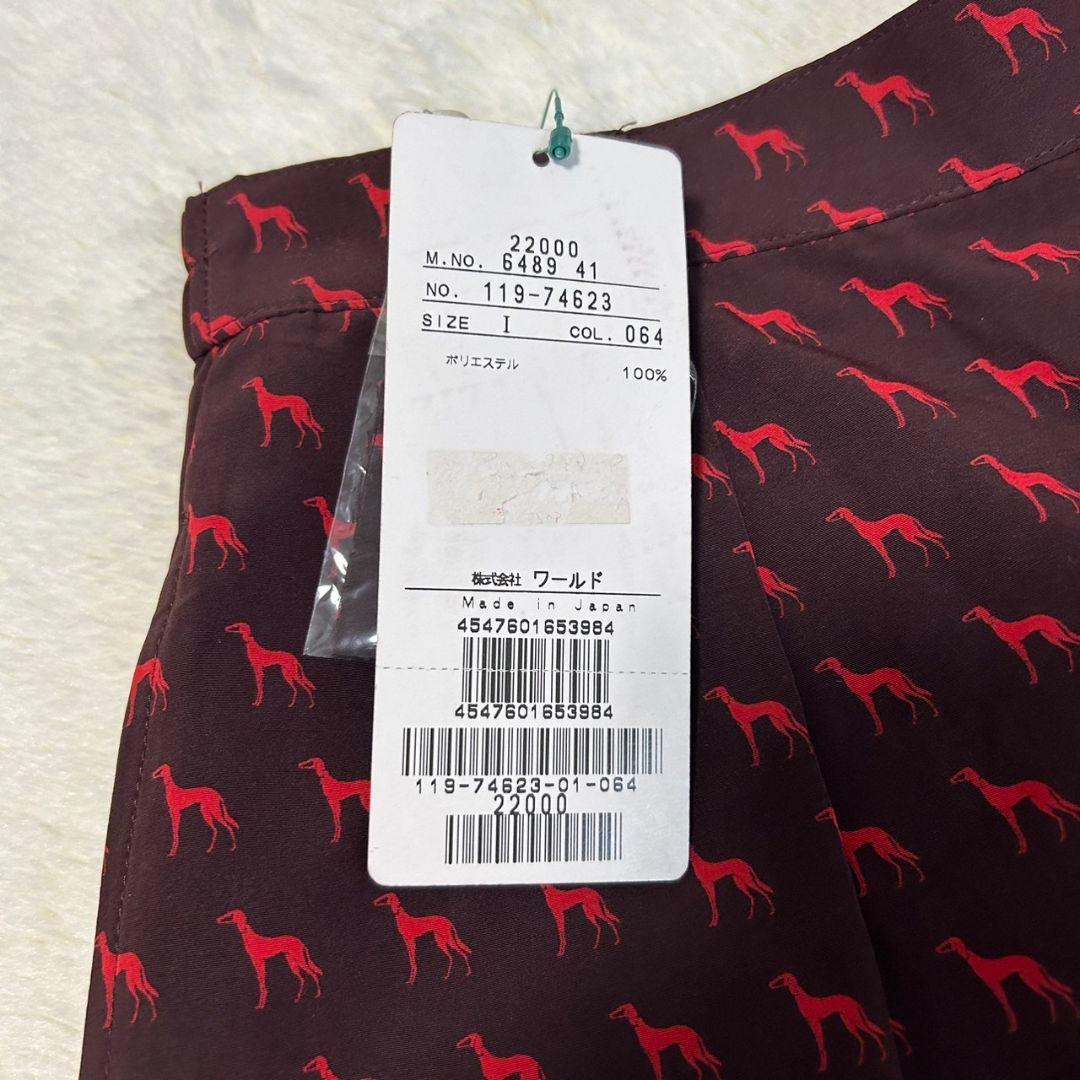 22000
M.NO. 6489 41
NO. 119-74623
SIZE I COL. 064
ポリエステル 100%
株式会社 ワールド
Made in Japan
4547601653984
4547601653984
119-74623-01-064
22000